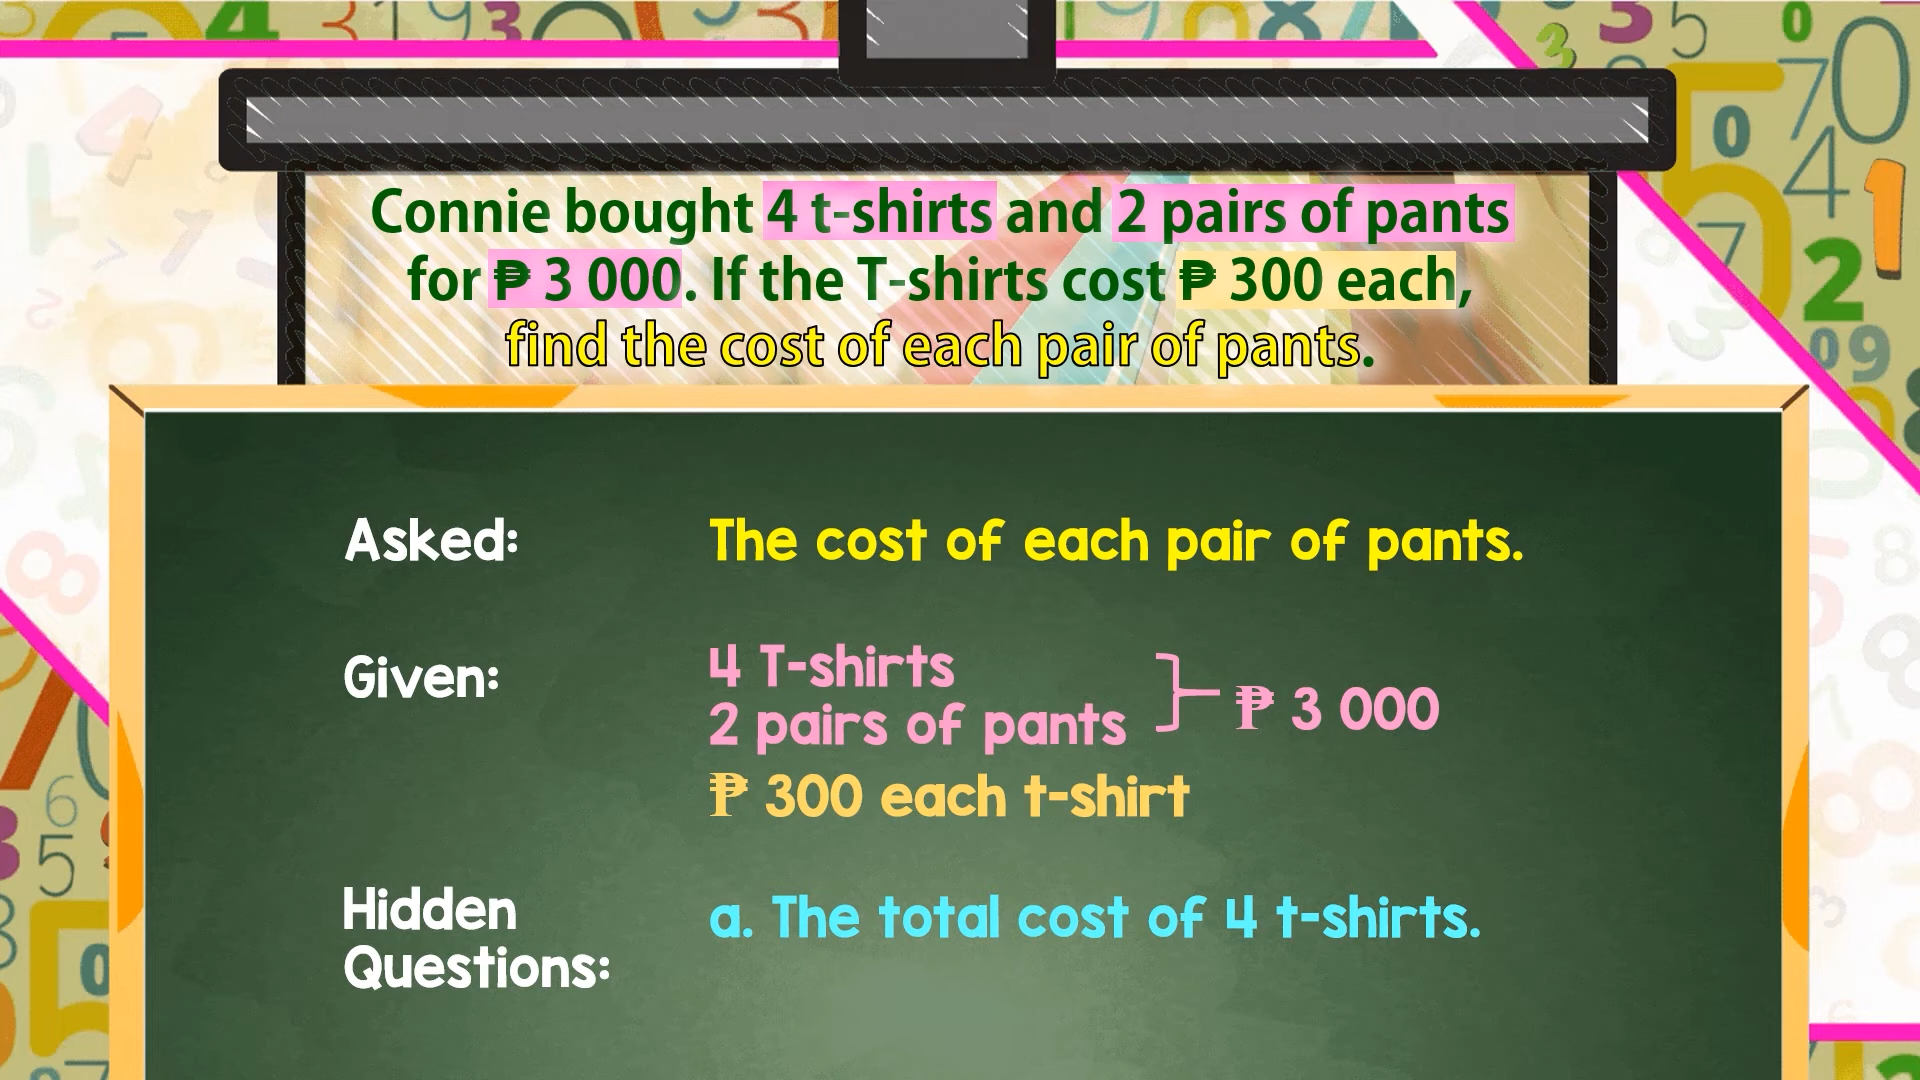 Connie bought 4 t-shirts and 2 pairs of pants
for ₱ 3 000. If the T-shirts cost ₱ 300 each,
find the cost of each pair of pants.
Asked: The cost of each pair of pants.
Given: 4 T-shirts
2 pairs of pants
₱ 3 000
₱ 300 each t-shirt
Hidden
Questions:
a. The total cost of 4 t-shirts.